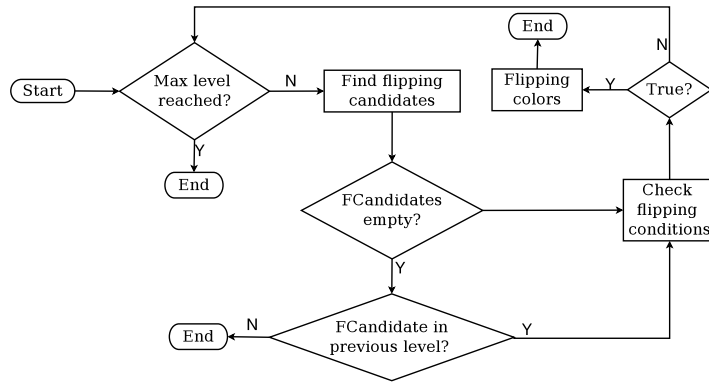 End
N
Start
Max level
reached?
N
Find flipping
candidates
Flipping
colors
Y
True?
Y
End
FCandidates
empty?
Check
flipping
conditions
Y
End
N
FCandidate in
previous level?
Y